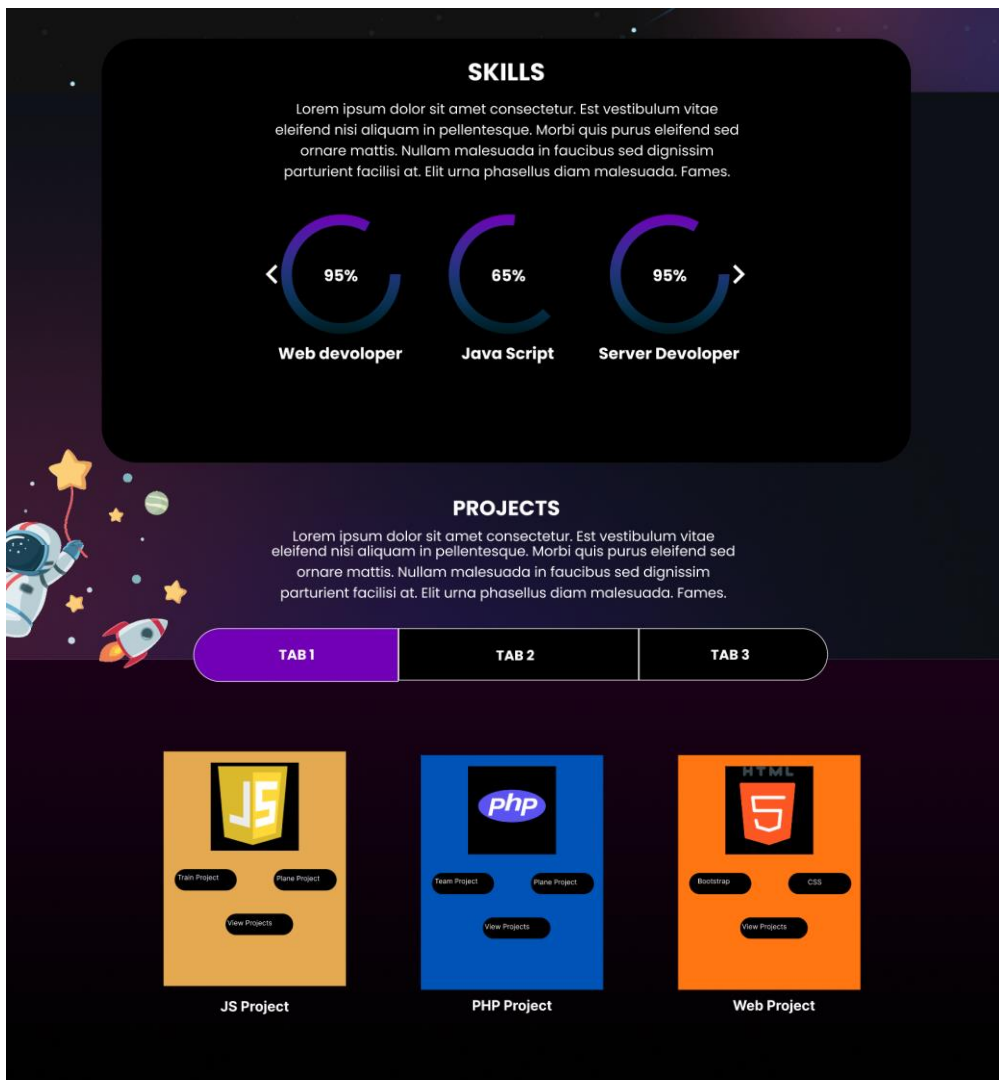 SKILLS
Lorem ipsum dolor sit amet consectetur. Est vestibulum vitae
eleifend nisi aliquam in pellentesque. Morbi quis purus eleifend sed
ornare mattis. Nullam malesuada in faucibus sed dignissim
parturient facilisi at. Elit urna phasellus diam malesuada. Fames.
95%
65%
95%
Web devoloper
Java Script
Server Devoloper
PROJECTS
Lorem ipsum dolor sit amet consectetur. Est vestibulum vitae
eleifend nisi aliquam in pellentesque. Morbi quis purus eleifend sed
ornare mattis. Nullam malesuada in faucibus sed dignissim
parturient facilisi at. Elit urna phasellus diam malesuada. Fames.
TAB 1
TAB 2
TAB 3
JS
Train Project
Plane Project
View Projects
JS Project
php
Team Project
Plane Project
View Projects
PHP Project
HTML
5
Bootstrap
CSS
View Projects
Web Project